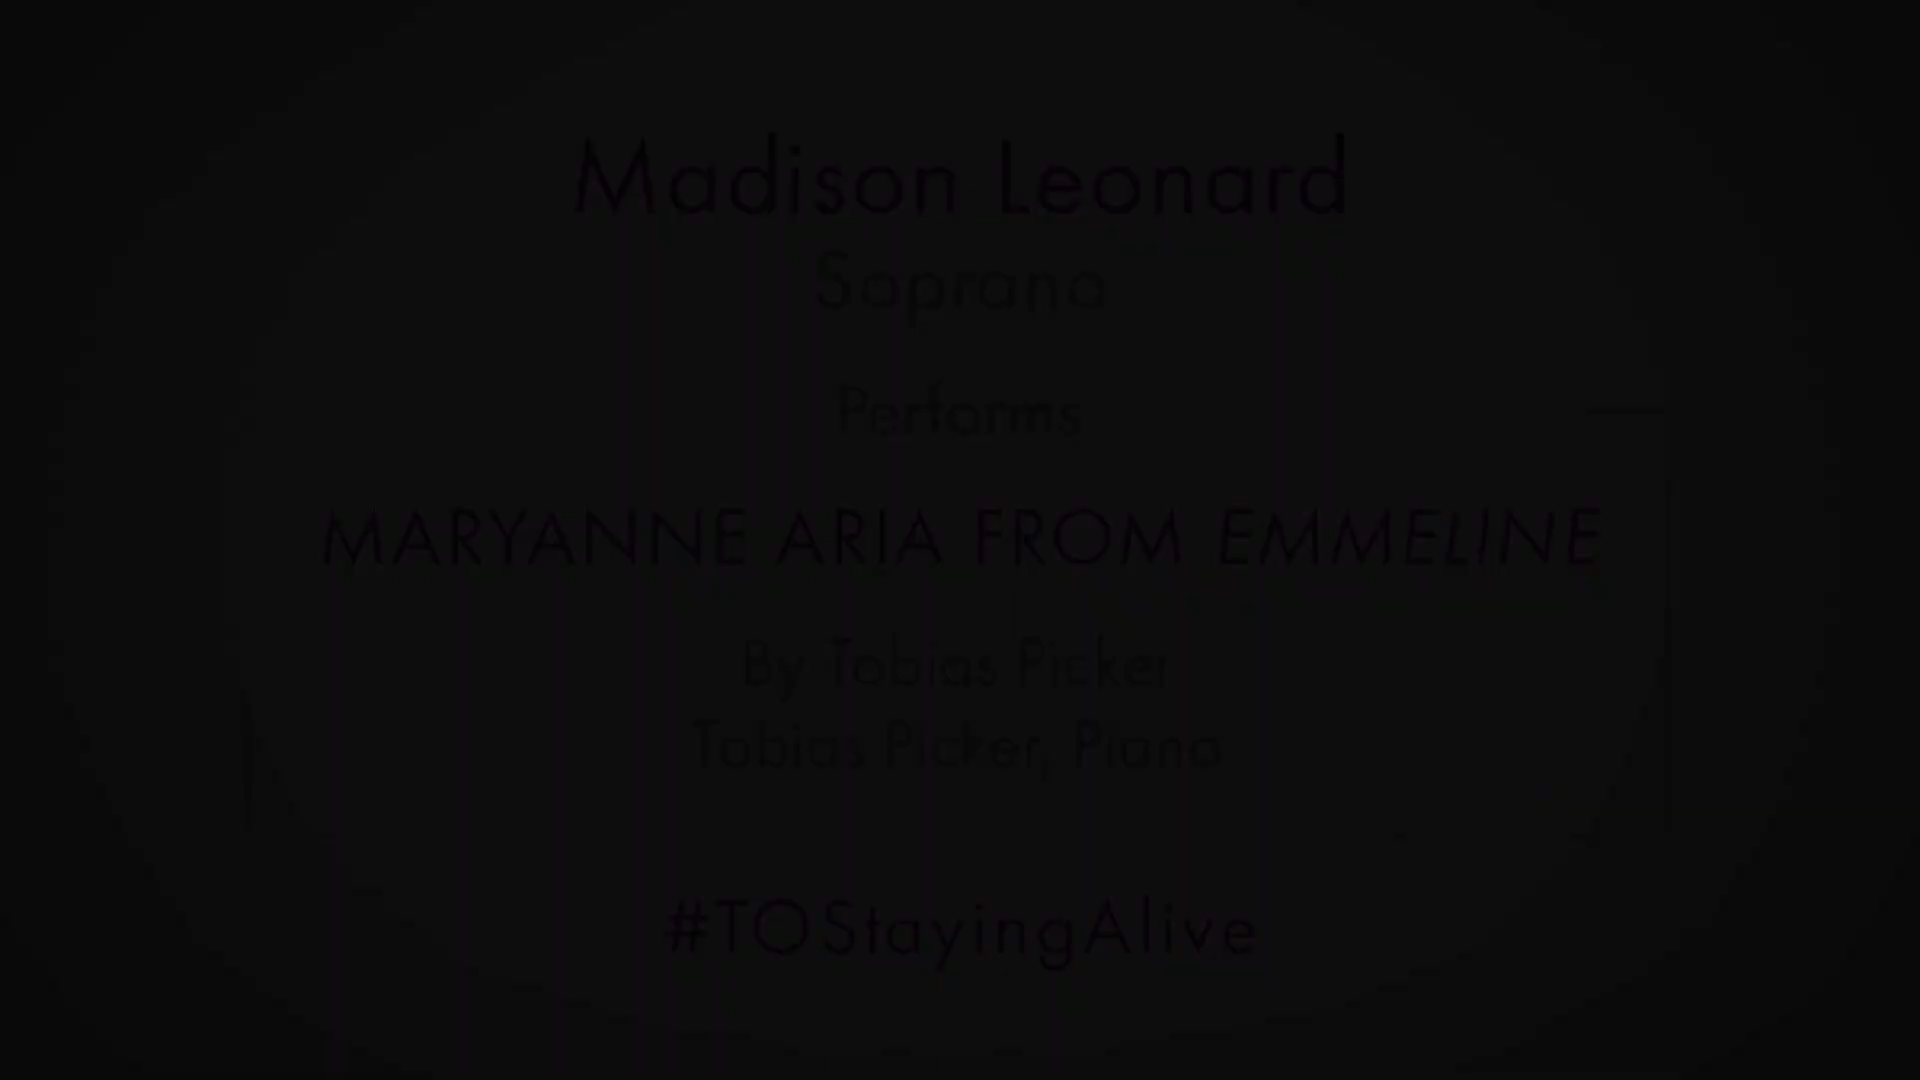 Madison Leonard
Soprano
Performs
MARYANNE ARIA FROM EMMELINE
By Tobias Picker
Tobias Picker, Piano
#TOStayingAlive